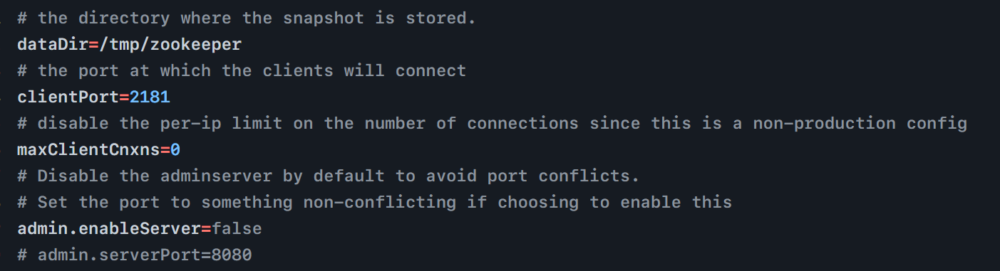 # the directory where the snapshot is stored.
dataDir=/tmp/zookeeper
# the port at which the clients will connect
clientPort=2181
# disable the per-ip limit on the number of connections since this is a non-production config
maxClientCnxns=0
# Disable the adminserver by default to avoid port conflicts.
# Set the port to something non-conflicting if choosing to enable this
admin.enableServer=false
# admin.serverPort=8080